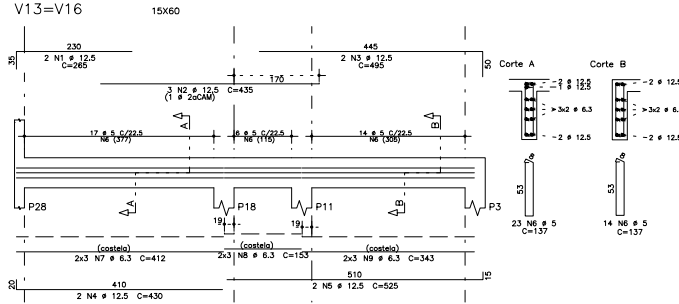 V13=V16 15X60
230
2 N1 ø 12.5
C=265
35
445
2 N3 ø 12.5
C=495
50
170
3 N2 ø 12.5 C=435
(1 ø 2aCAM)
17 ø 5 C/22.5
N6 (377)
6 ø 5 C/22.5
N6 (115)
14 ø 5 C/22.5
N6 (305)
A
B
A
B
P28
P18
P11
P3
19
19
(costela)
2x3 N7 ø 6.3 C=412
(costela)
2x3 N8 ø 6.3 C=153
(costela)
2x3 N9 ø 6.3 C=343
20
410
2 N4 ø 12.5 C=430
510
2 N5 ø 12.5 C=525
15
Corte A
2 ø 12.5
1 ø 12.5
3x2 ø 6.3
2 ø 12.5
8
53
23 N6 ø 5
C=137
Corte B
2 ø 12.5
3x2 ø 6.3
2 ø 12.5
8
53
14 N6 ø 5
C=137